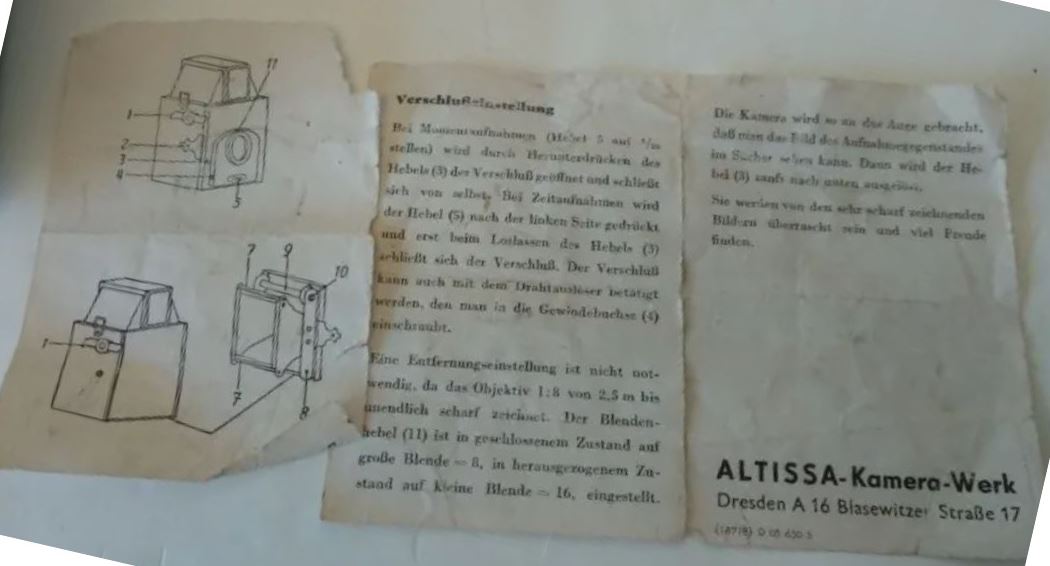 11
1
2
3
4
5
7
9
10
1
7
8
Verschlußeinstellung
Bei Momentaufnahmen (Hebel 5 auf
stellen) wird durch Herunterdrücken des
Hebels (3) der Verschluß geöffnet und schließt
sich von selbst. Bei Zeitaufnahmen wird
der Hebel (5) nach der linken Seite gedrückt
und erst beim Loslassen des Hebels (3)
schließt sich der Verschluß. Der Verschluß
kann auch mit dem Drahtauslöser betätigt
werden, den man in die Gewindebuchse (4)
einschraubt.
Eine Entfernungseinstellung ist nicht not-
wendig, da das Objektiv 1:8 von 2,5 m bis
unendlich scharf zeichnet. Der Blenden-
hebel (11) ist in geschlossenem Zustand auf
große Blende = 8, in herausgezogenem Zu-
stand auf kleine Blende = 16, eingestellt.
Die Kamera wird so an das Auge gebracht,
daß man das Bild des Aufnahmegegenstandes
im Sucher sehen kann. Dann wird der He-
bel (3) sanft nach unten ausgelöst.
Sie werden von den sehr scharf zeichnenden
Bildern überrascht sein und viel Freude
finden.
ALTISSA-Kamera-Werk
Dresden A 16 Blasewitzer Straße 17